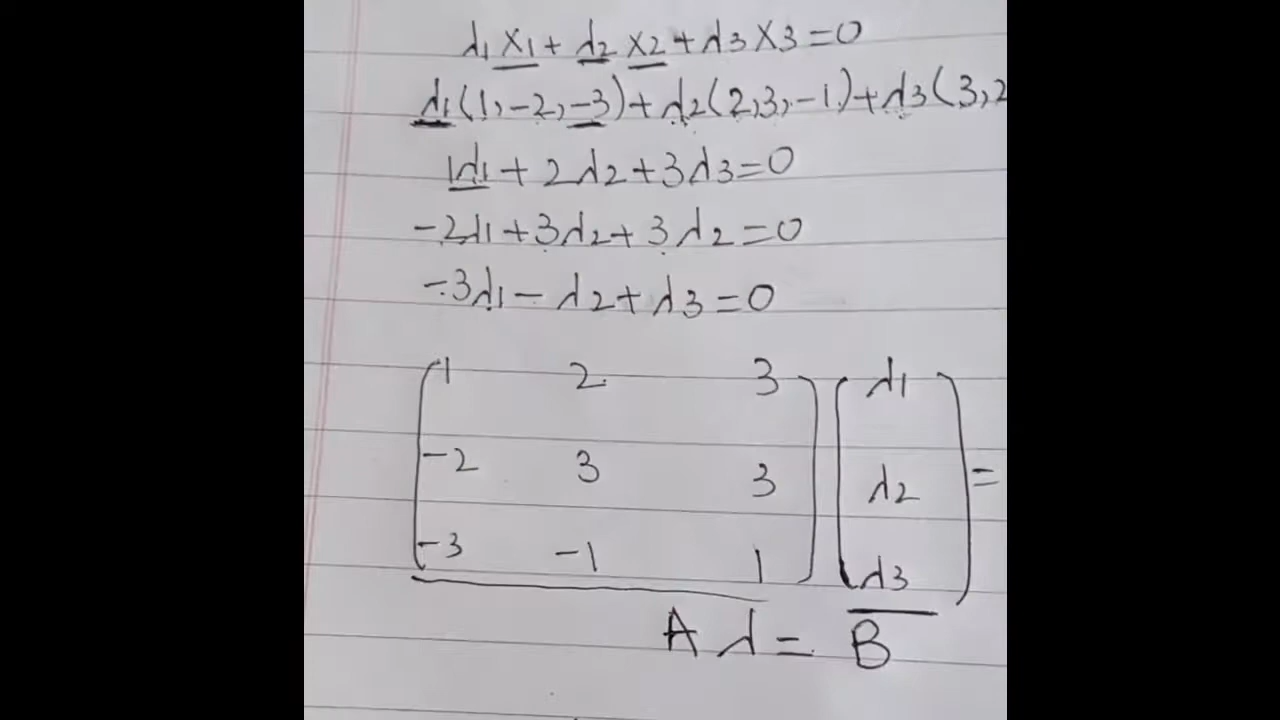 λ1 x1 + λ2 x2 + λ3 x3 = 0
λ1(1, -2, -3) + λ2(2, 3, -1) + λ3(3, 2
1λ1 + 2λ2 + 3λ3 = 0
-2λ1 + 3λ2 + 3λ2 = 0
-3λ1 - λ2 + λ3 = 0
1 2 3 λ1
-2 3 3 λ2 =
-3 -1 1 λ3
A λ = B